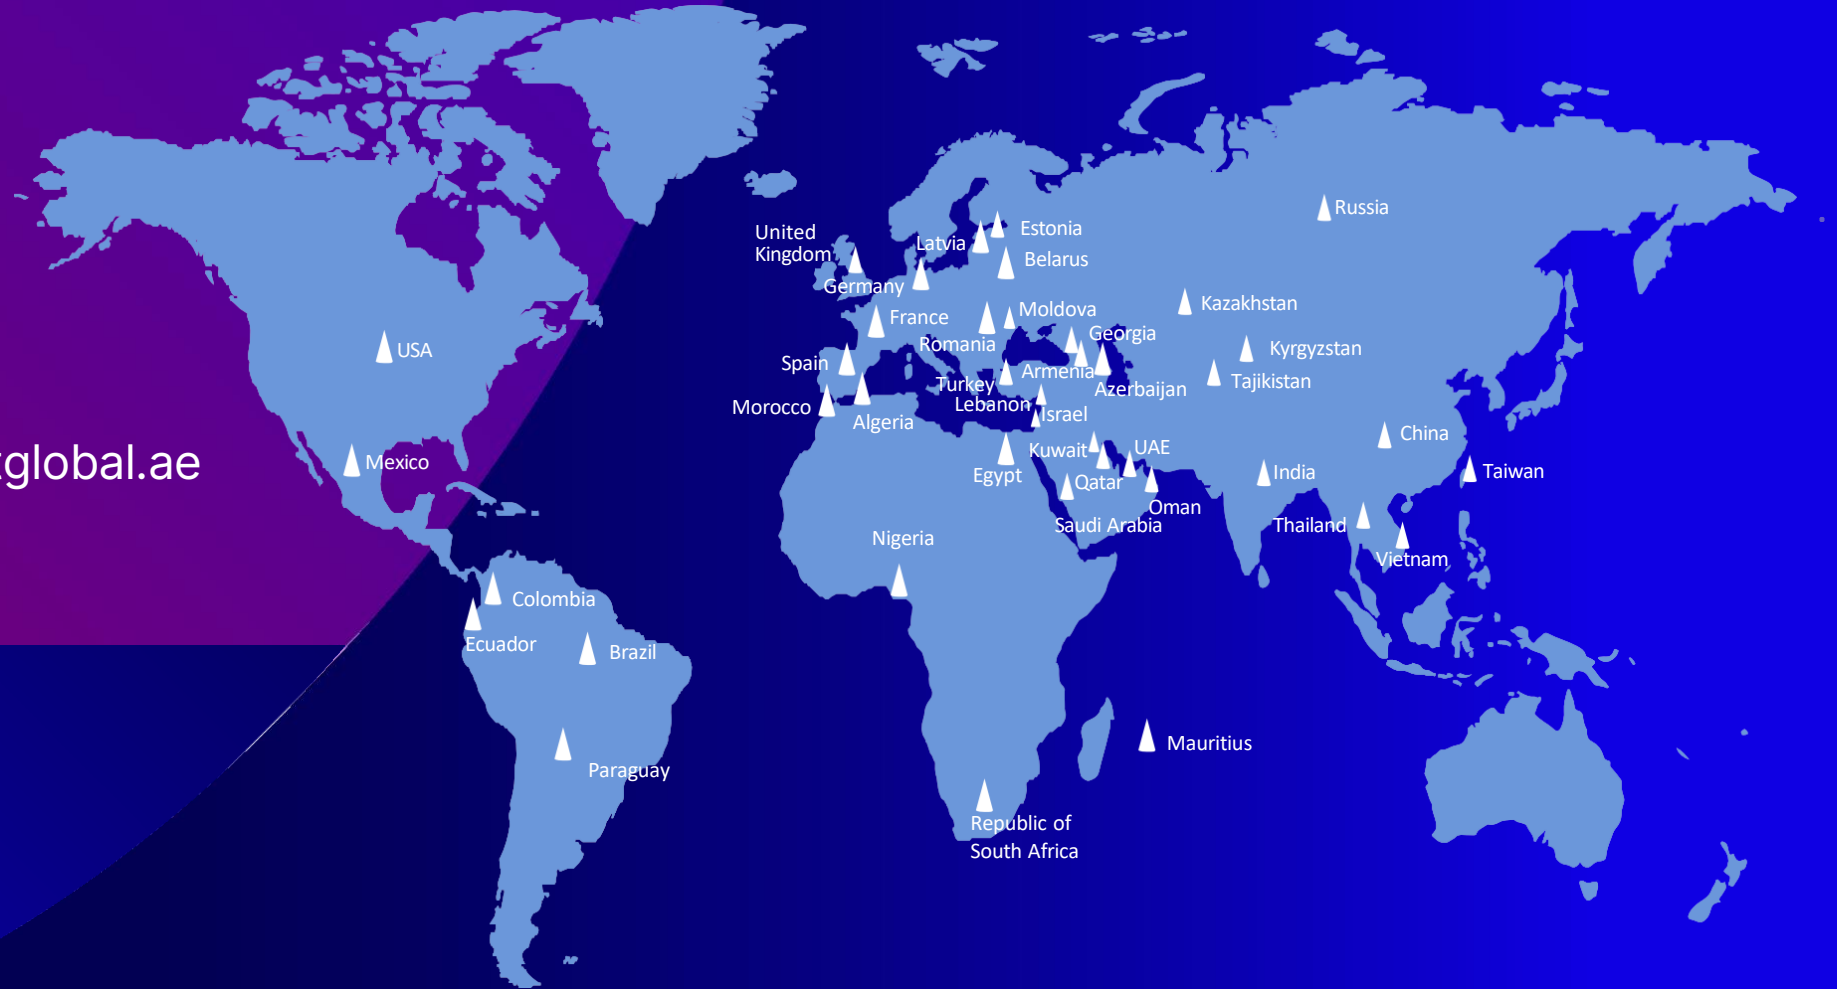 Russia
United
Kingdom
Latvia
Estonia
Belarus
Germany
Kazakhstan
France
Moldova
Romania
Georgia
USA
Spain
Kyrgyzstan
Turkey
Armenia
Azerbaijan
Tajikistan
Morocco
Lebanon
Israel
Algeria
China
Mexico
Kuwait
UAE
Egypt
Qatar
India
Taiwan
Oman
Saudi Arabia
Thailand
Nigeria
Vietnam
global.ae
Colombia
Ecuador
Brazil
Mauritius
Paraguay
Republic of
South Africa